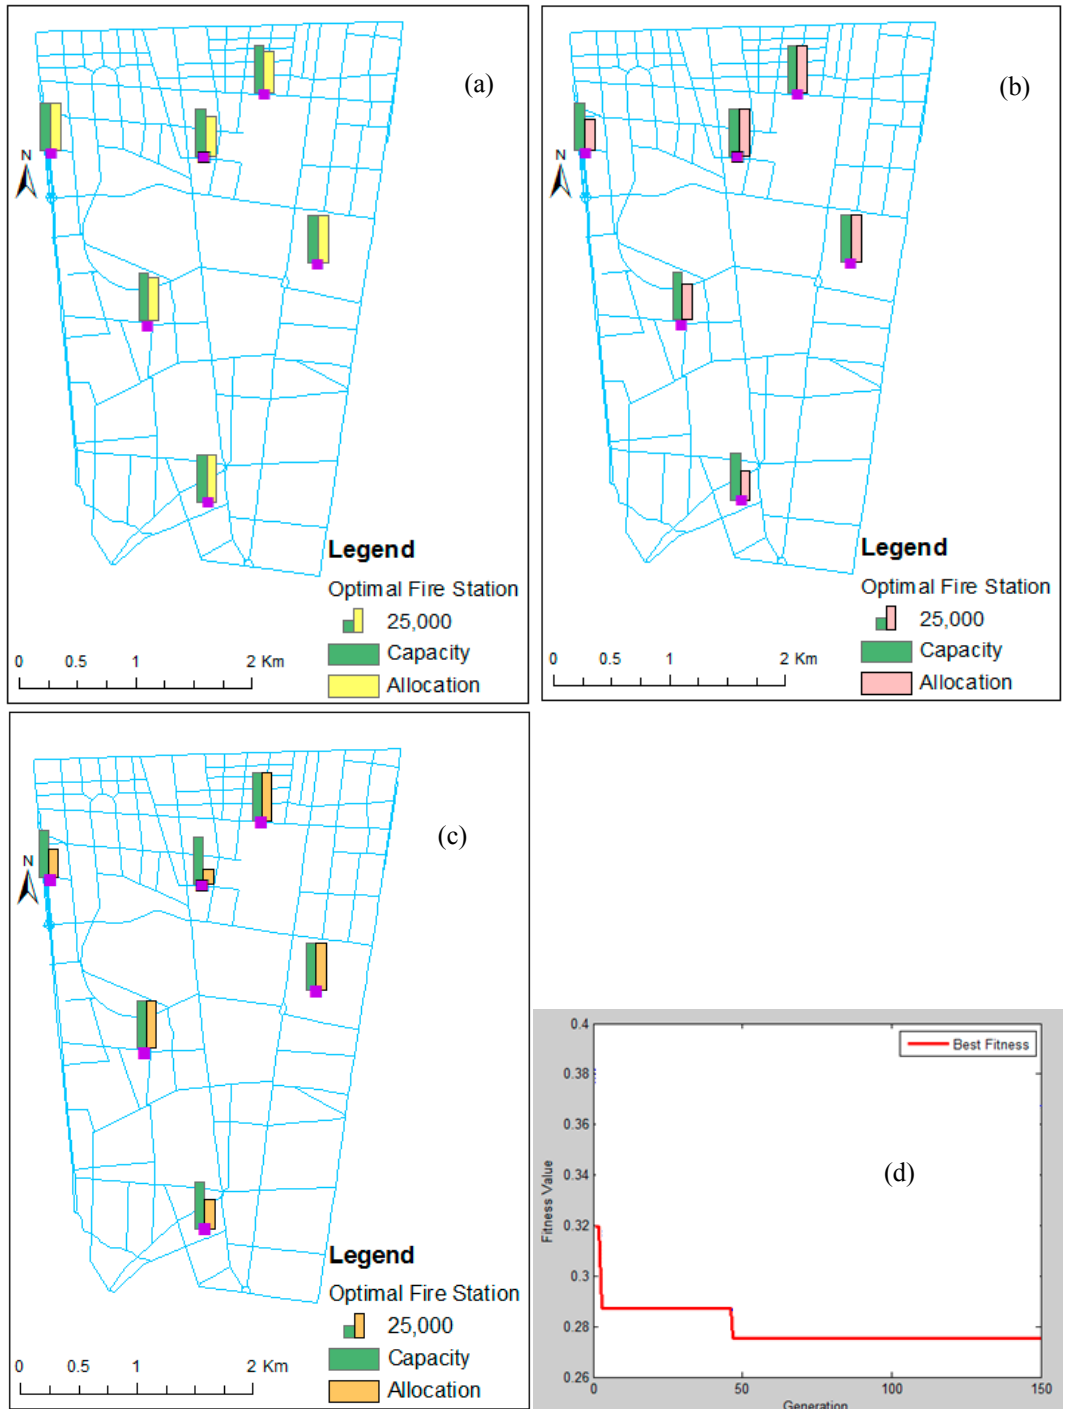 (a)
N
Legend
Optimal Fire Station
25,000
Capacity
Allocation
0 0.5 1 2 Km
(b)
N
Legend
Optimal Fire Station
25,000
Capacity
Allocation
0 0.5 1 2 Km
(c)
N
Legend
Optimal Fire Station
25,000
Capacity
Allocation
0 0.5 1 2 Km
0.4
Best Fitness
0.38
0.36
0.34
(d)
Fitness Value
0.32
0.3
0.28
0.26
0 50 100 150
Generation